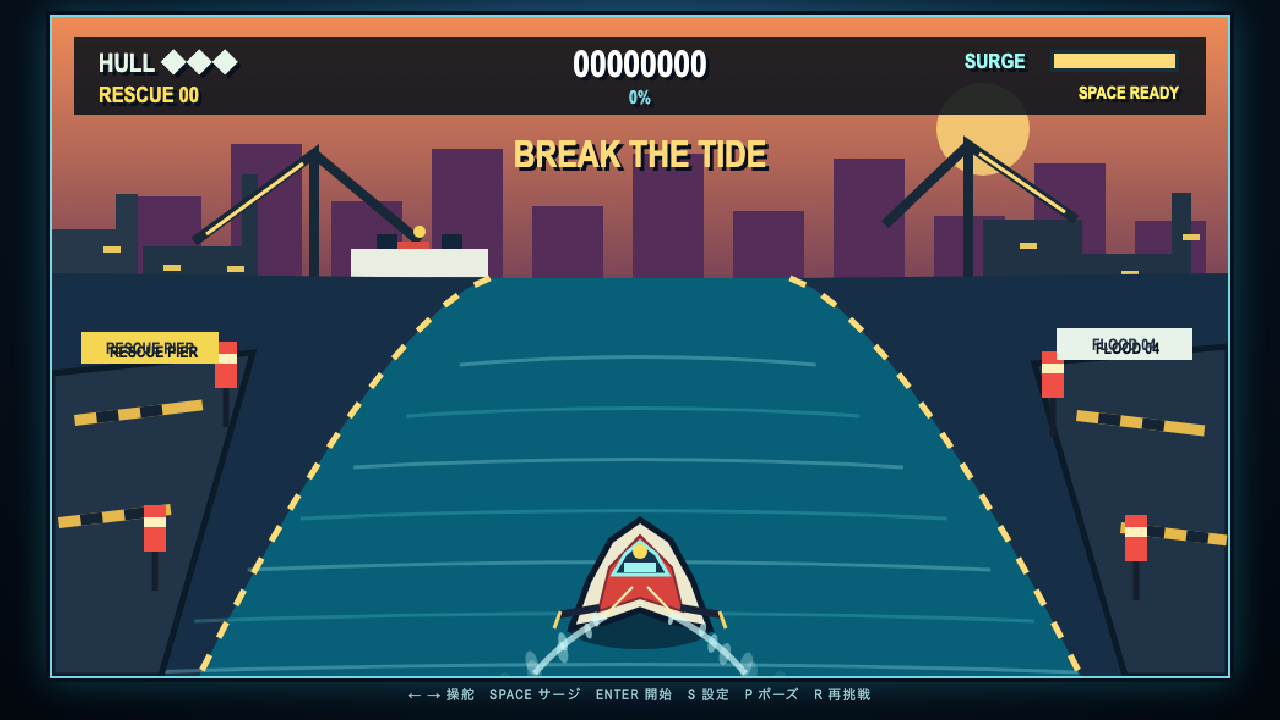 HULL
00000000
SURGE
RESCUE 00
0%
SPACE READY
BREAK THE TIDE
RESCUE PIER
FLOOD 04
← → 操舵 SPACE サージ ENTER 開始 S 設定 P ポーズ R 再挑戦